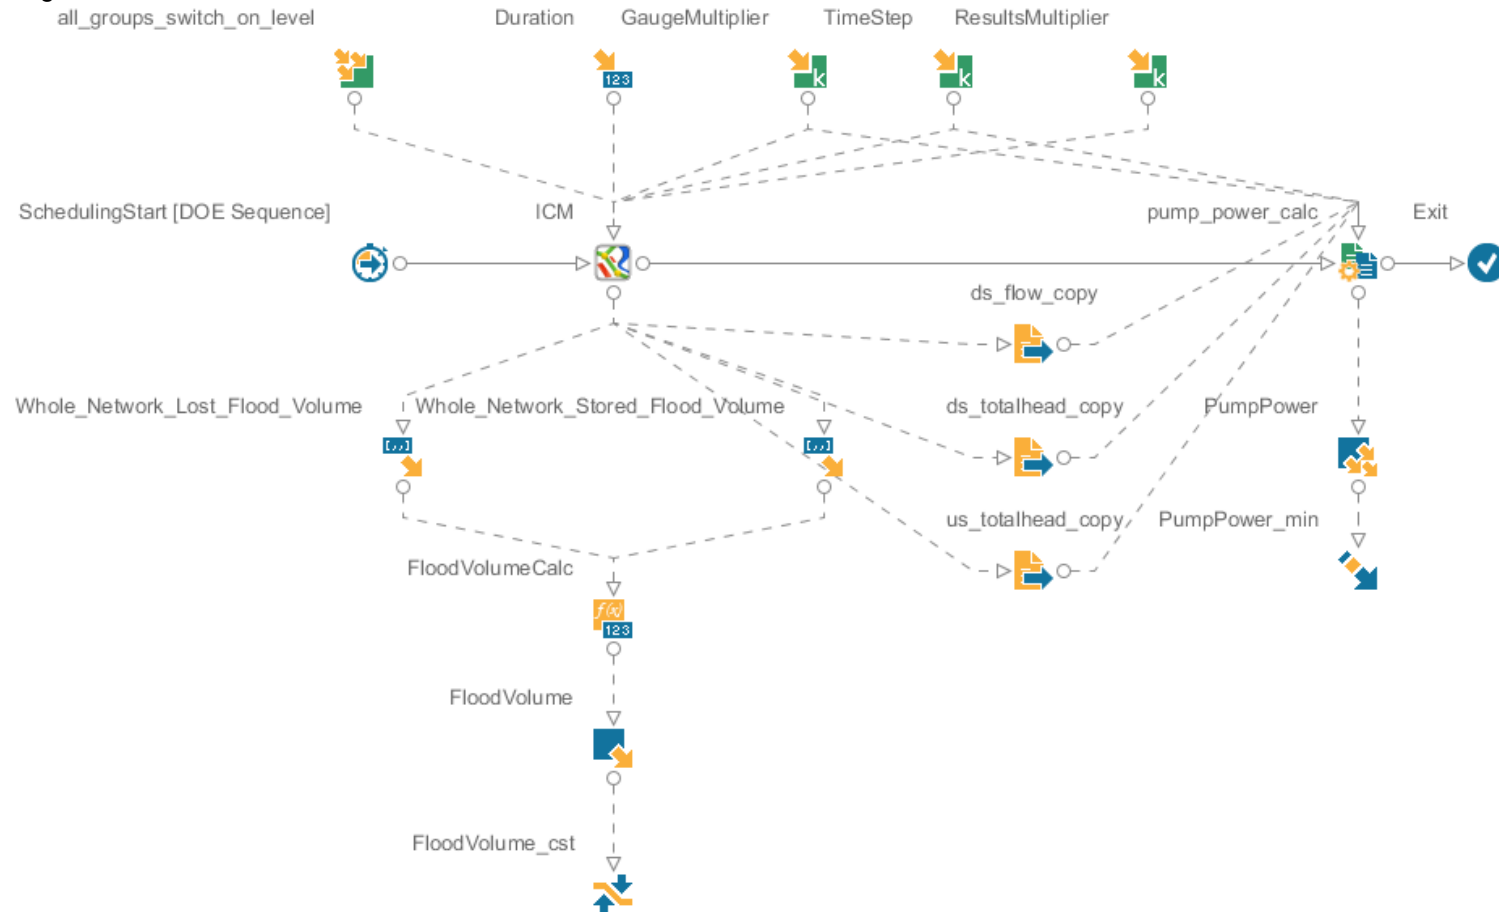 all_groups_switch_on_level
Duration
GaugeMultiplier
TimeStep
ResultsMultiplier
123
k
k
k
SchedulingStart [DOE Sequence]
ICM
pump_power_calc
Exit
ds_flow_copy
Whole_Network_Lost_Flood_Volume
Whole_Network_Stored_Flood_Volume
ds_totalhead_copy
PumpPower
[,,]
[,,]
us_totalhead_copy
PumpPower_min
FloodVolumeCalc
f(x)
123
FloodVolume
FloodVolume_cst